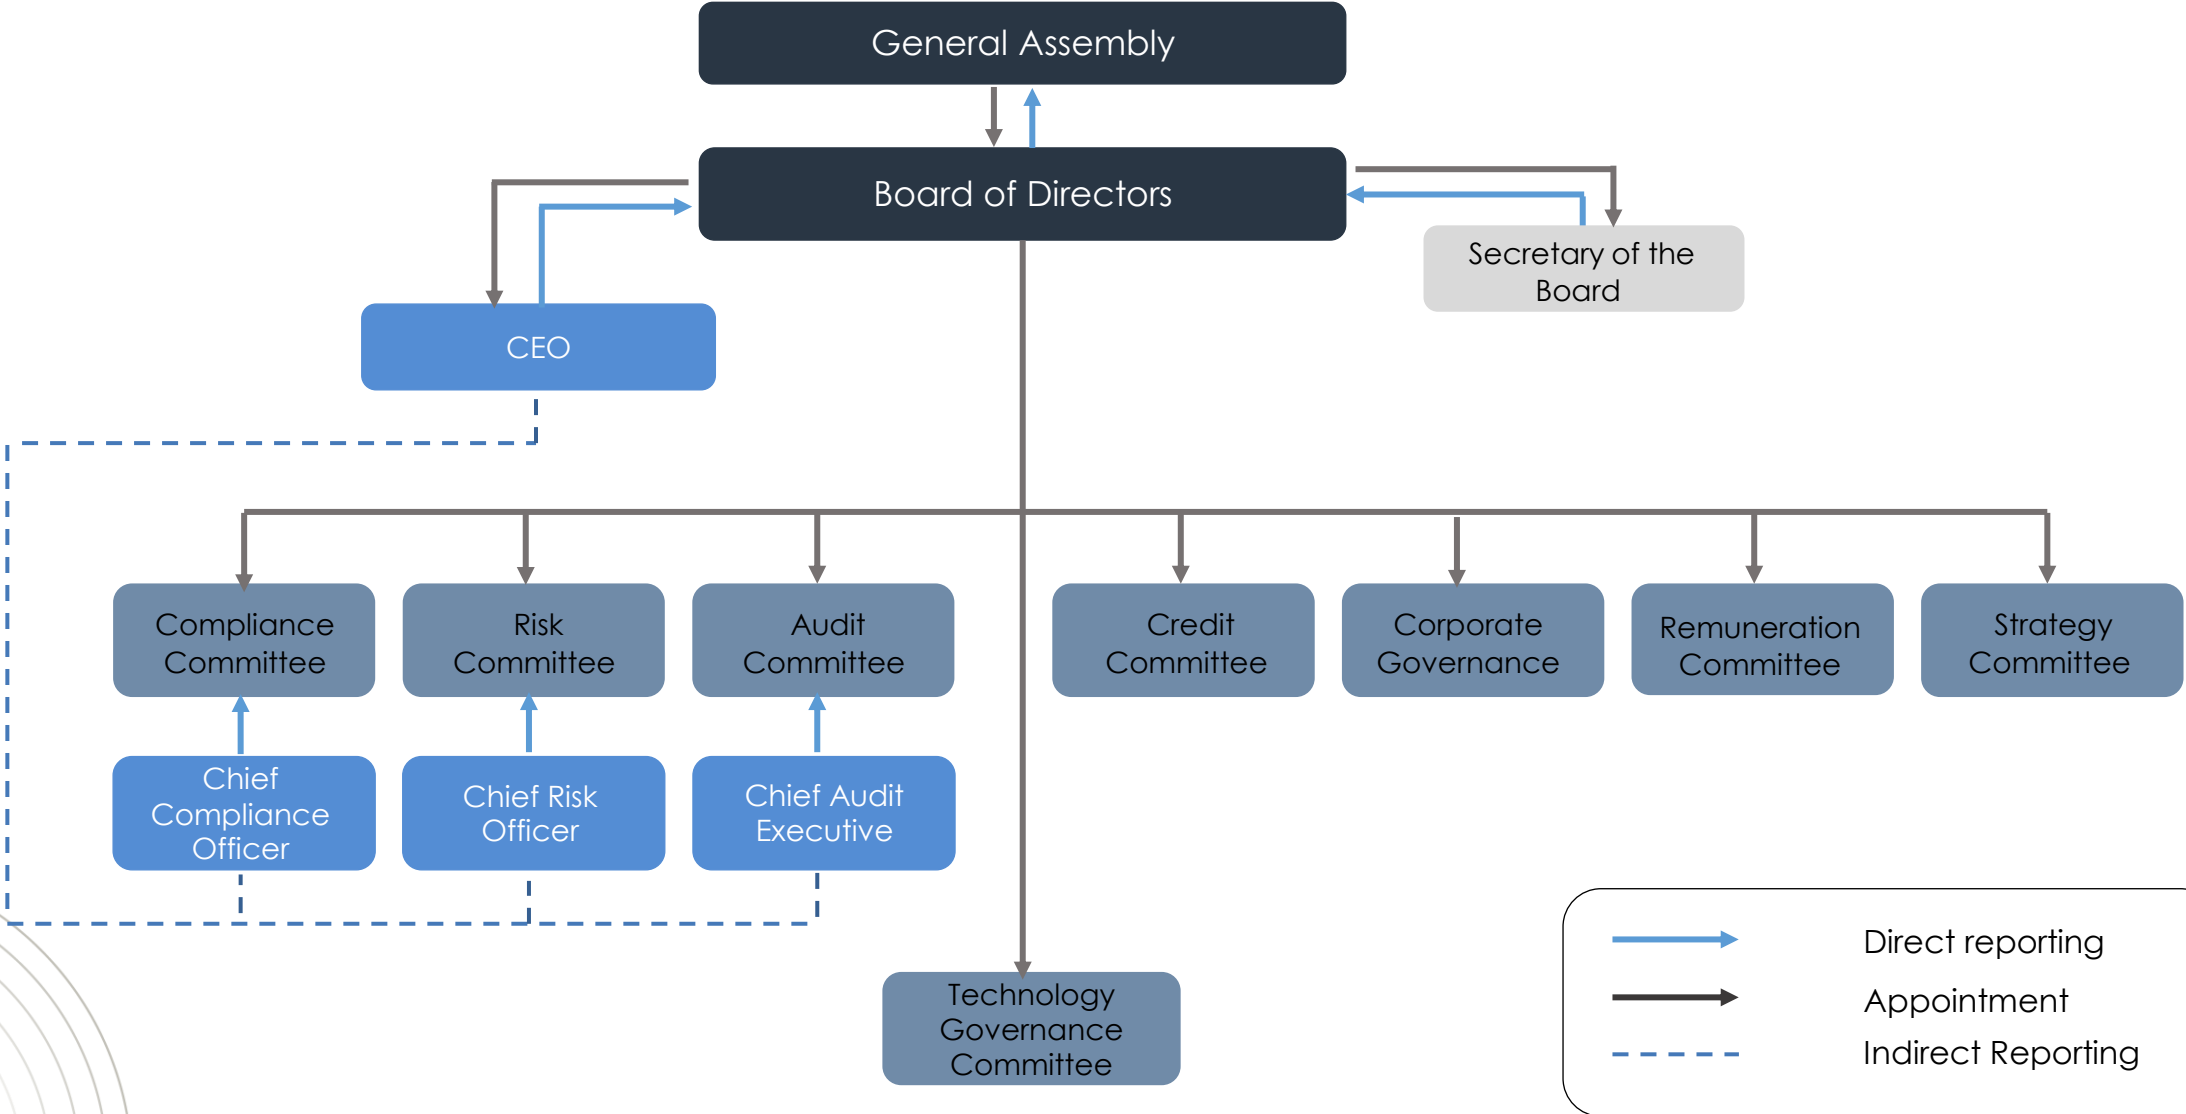 General Assembly
Board of Directors
Secretary of the
Board
CEO
Compliance
Committee
Risk
Committee
Audit
Committee
Credit
Committee
Corporate
Governance
Remuneration
Committee
Strategy
Committee
Chief
Compliance
Officer
Chief Risk
Officer
Chief Audit
Executive
Technology
Governance
Committee
Direct reporting
Appointment
Indirect Reporting